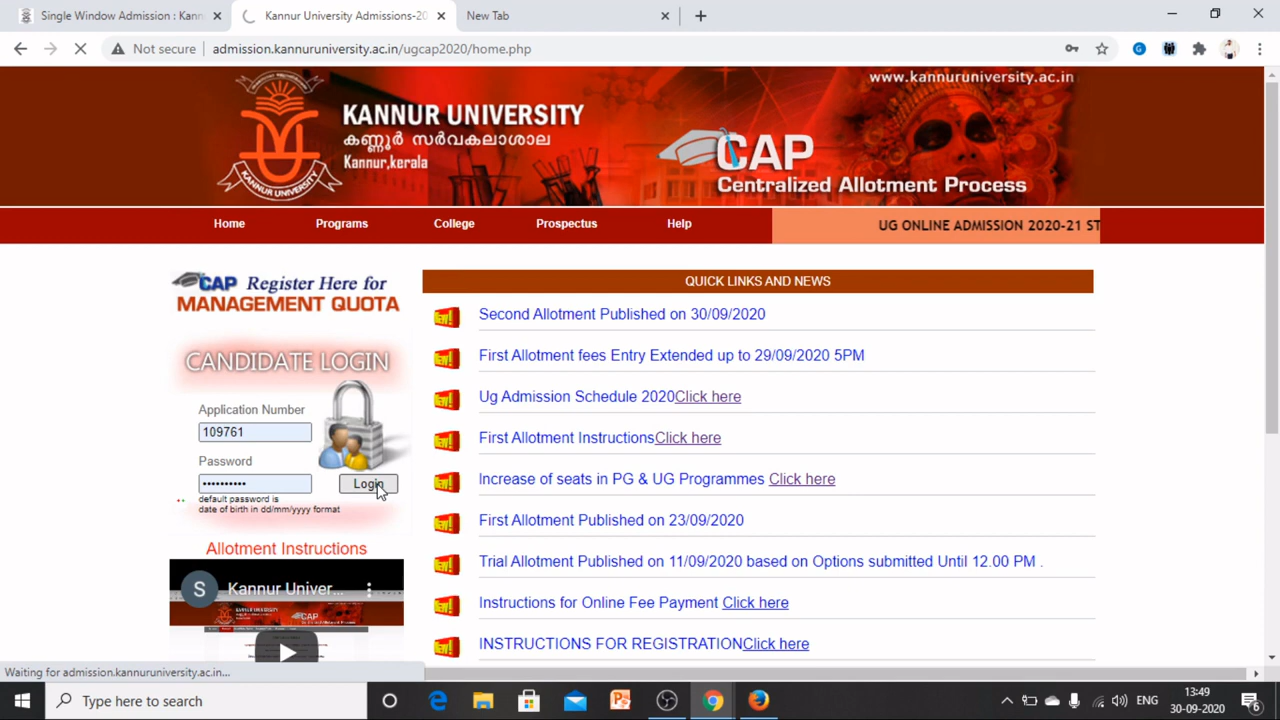 Single Window Admission : Kann
Kannur University Admissions-20
New Tab
Not secure
admission.kannuruniversity.ac.in/ugcap2020/home.php
www.kannuruniversity.ac.in
KANNUR UNIVERSITY
കണ്ണൂർ സർവകലാശാല
Kannur,kerala
KANNUR UNIVERSITY
CAP
Centralized Allotment Process
Home
Programs
College
Prospectus
Help
UG ONLINE ADMISSION 2020-21 ST
CAP Register Here for
MANAGEMENT QUOTA
CANDIDATE LOGIN
Application Number
109761
Password
••••••••••
Login
default password is
date of birth in dd/mm/yyyy format
Allotment Instructions
S
Kannur Univer...
QUICK LINKS AND NEWS
Second Allotment Published on 30/09/2020
First Allotment fees Entry Extended up to 29/09/2020 5PM
Ug Admission Schedule 2020Click here
First Allotment InstructionsClick here
Increase of seats in PG & UG Programmes Click here
First Allotment Published on 23/09/2020
Trial Allotment Published on 11/09/2020 based on Options submitted Until 12.00 PM .
Instructions for Online Fee Payment Click here
INSTRUCTIONS FOR REGISTRATIONClick here
Waiting for admission.kannuruniversity.ac.in...
Type here to search
ENG
13:49
30-09-2020
6